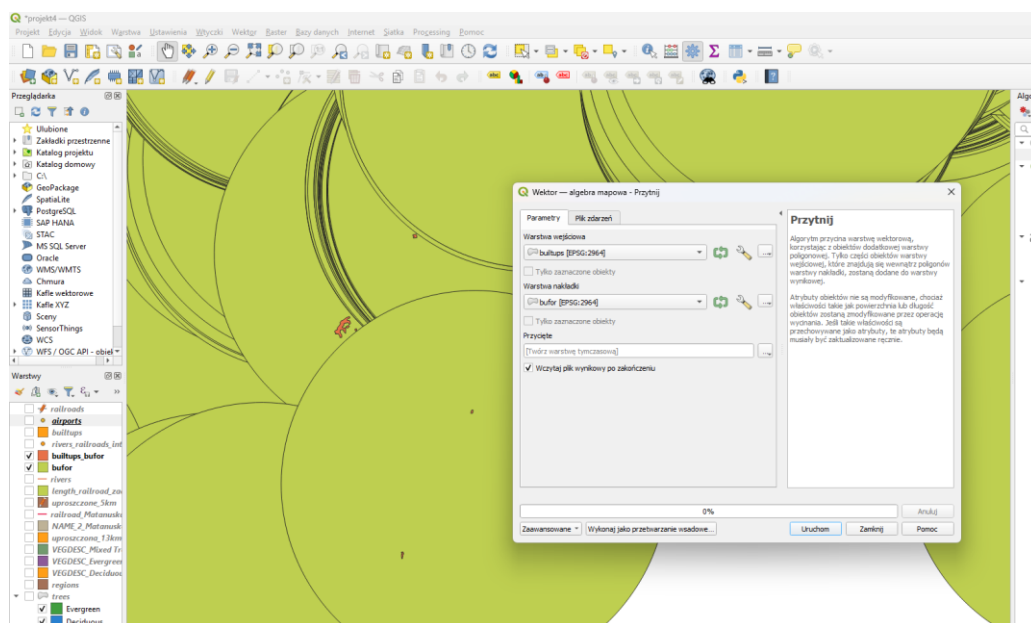 *projekt4 — QGIS
Projekt Edycja Widok Warstwa Ustawienia Wtyczki Wektor Raster Bazy danych Internet Siatka Processing Pomoc
Przeglądarka
Ulubione
Zakładki przestrzenne
Katalog projektu
Katalog domowy
C:\
GeoPackage
SpatiaLite
PostgreSQL
SAP HANA
STAC
MS SQL Server
Oracle
WMS/WMTS
Chmura
Kafle wektorowe
Kafle XYZ
Sceny
SensorThings
WCS
WFS / OGC API - obiek
Warstwy
railroads
airports
builtups
rivers_railroads_int
builtups_bufor
bufor
rivers
length_railroad_zo
uproszczone_5km
railroad_Matanusk
NAME_2_Matanusk
uproszczona_13km
VEGDESC_Mixed Tr
VEGDESC_Evergree
VEGDESC_Deciduou
regions
trees
Evergreen
Deciduous
Wektor — algebra mapowa - Przytnij
Parametry Plik zdarzeń
Warstwa wejściowa
builtups [EPSG:2964]
Tylko zaznaczone obiekty
Warstwa nakładki
bufor [EPSG:2964]
Tylko zaznaczone obiekty
Przycięte
[Twórz warstwę tymczasową]
Wczytaj plik wynikowy po zakończeniu
Przytnij
Algorytm przycina warstwę wektorową,
korzystając z obiektów dodatkowej warstwy
poligonowej. Tylko części obiektów warstwy
wejściowej, które znajdują się wewnątrz poligonów
warstwy nakładki, zostaną dodane do warstwy
wynikowej.
Atrybuty obiektów nie są modyfikowane, chociaż
właściwości takie jak powierzchnia lub długość
obiektów zostaną zmodyfikowane przez operację
wycinania. Jeśli takie właściwości są
przechowywane jako atrybuty, te atrybuty będą
musiały być zaktualizowane ręcznie.
0%
Anuluj
Zaawansowane
Wykonaj jako przetwarzanie wsadowe...
Uruchom
Zamknij
Pomoc
Algo